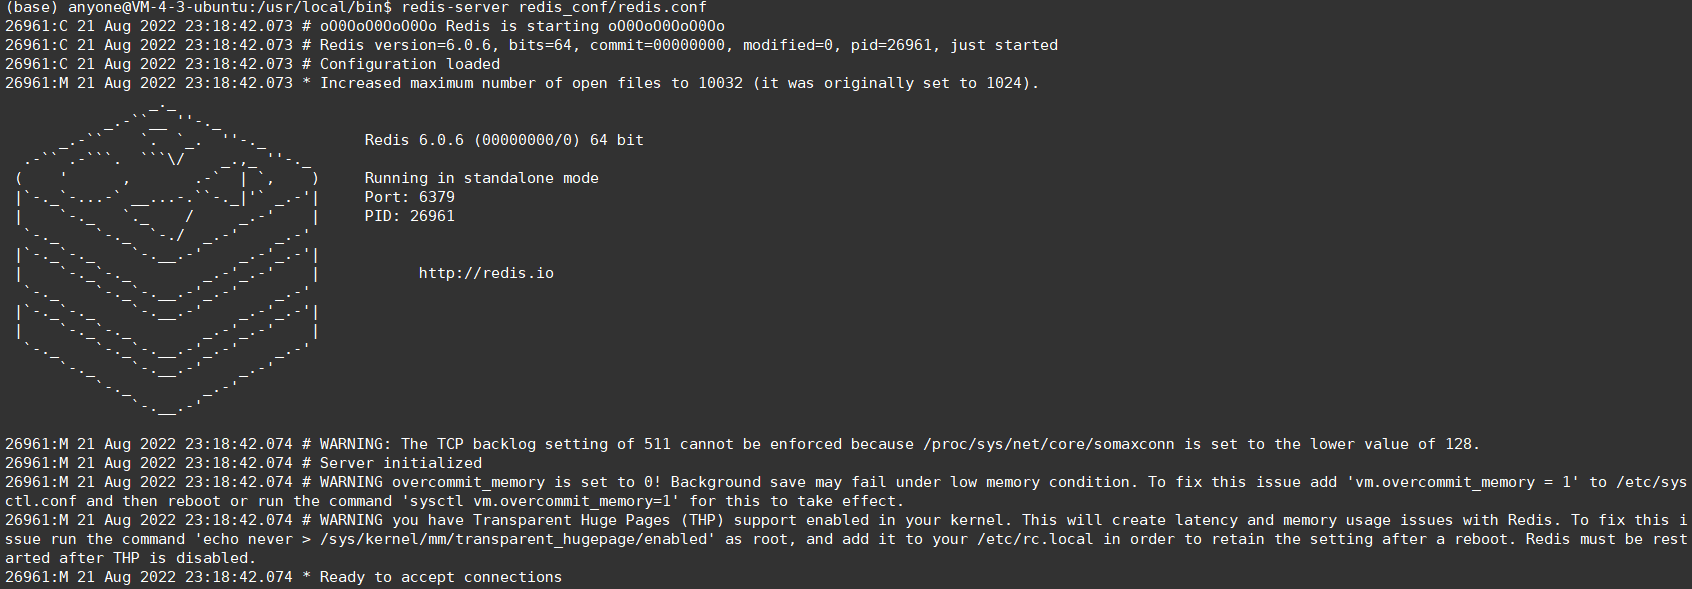 (base) anyone@VM-4-3-ubuntu:/usr/local/bin$ redis-server redis_conf/redis.conf
26961:C 21 Aug 2022 23:18:42.073 # oO0OoO0OoO0Oo Redis is starting oO0OoO0OoO0Oo
26961:C 21 Aug 2022 23:18:42.073 # Redis version=6.0.6, bits=64, commit=00000000, modified=0, pid=26961, just started
26961:C 21 Aug 2022 23:18:42.073 # Configuration loaded
26961:M 21 Aug 2022 23:18:42.073 * Increased maximum number of open files to 10032 (it was originally set to 1024).
Redis 6.0.6 (00000000/0) 64 bit
Running in standalone mode
Port: 6379
PID: 26961
http://redis.io
26961:M 21 Aug 2022 23:18:42.074 # WARNING: The TCP backlog setting of 511 cannot be enforced because /proc/sys/net/core/somaxconn is set to the lower value of 128.
26961:M 21 Aug 2022 23:18:42.074 # Server initialized
26961:M 21 Aug 2022 23:18:42.074 # WARNING overcommit_memory is set to 0! Background save may fail under low memory condition. To fix this issue add 'vm.overcommit_memory = 1' to /etc/sys
ctl.conf and then reboot or run the command 'sysctl vm.overcommit_memory=1' for this to take effect.
26961:M 21 Aug 2022 23:18:42.074 # WARNING you have Transparent Huge Pages (THP) support enabled in your kernel. This will create latency and memory usage issues with Redis. To fix this i
ssue run the command 'echo never > /sys/kernel/mm/transparent_hugepage/enabled' as root, and add it to your /etc/rc.local in order to retain the setting after a reboot. Redis must be rest
arted after THP is disabled.
26961:M 21 Aug 2022 23:18:42.074 * Ready to accept connections